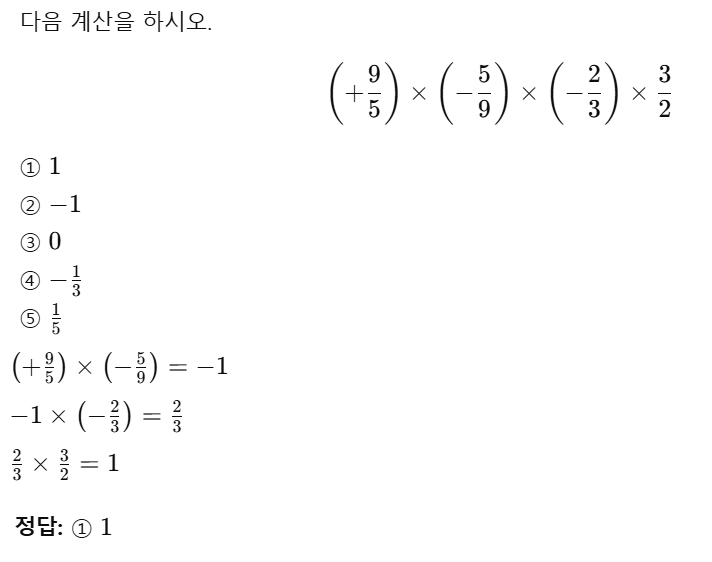 다음 계산을 하시오.
(+9/5) × (−5/9) × (−2/3) × 3/2
① 1
② −1
③ 0
④ −1/3
⑤ 1/5
(+9/5) × (−5/9) = −1
−1 × (−2/3) = 2/3
2/3 × 3/2 = 1
정답: ① 1